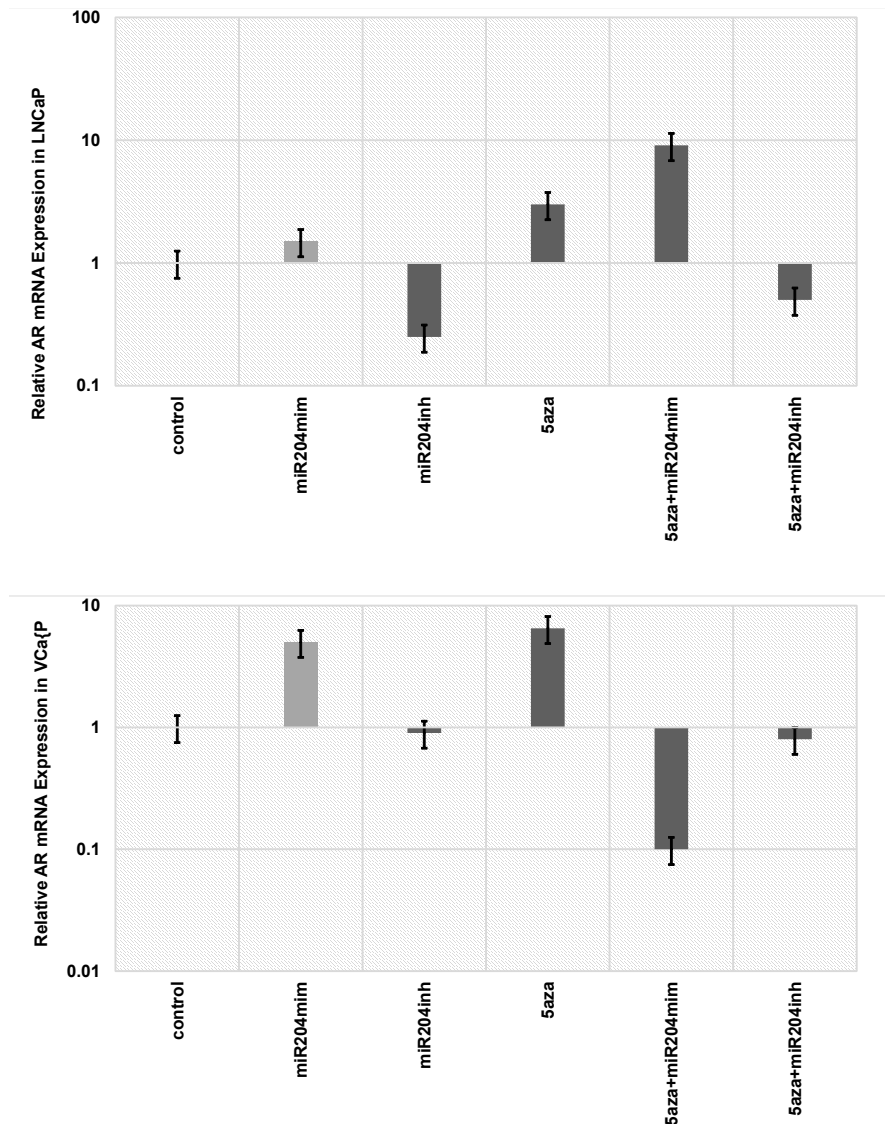 Relative AR mRNA Expression in LNCaP
100
10
1
0.1
control
miR204mim
miR204inh
5aza
5aza+miR204mim
5aza+miR204inh
Relative AR mRNA Expression in VCa{P
10
1
0.1
0.01
control
miR204mim
miR204inh
5aza
5aza+miR204mim
5aza+miR204inh